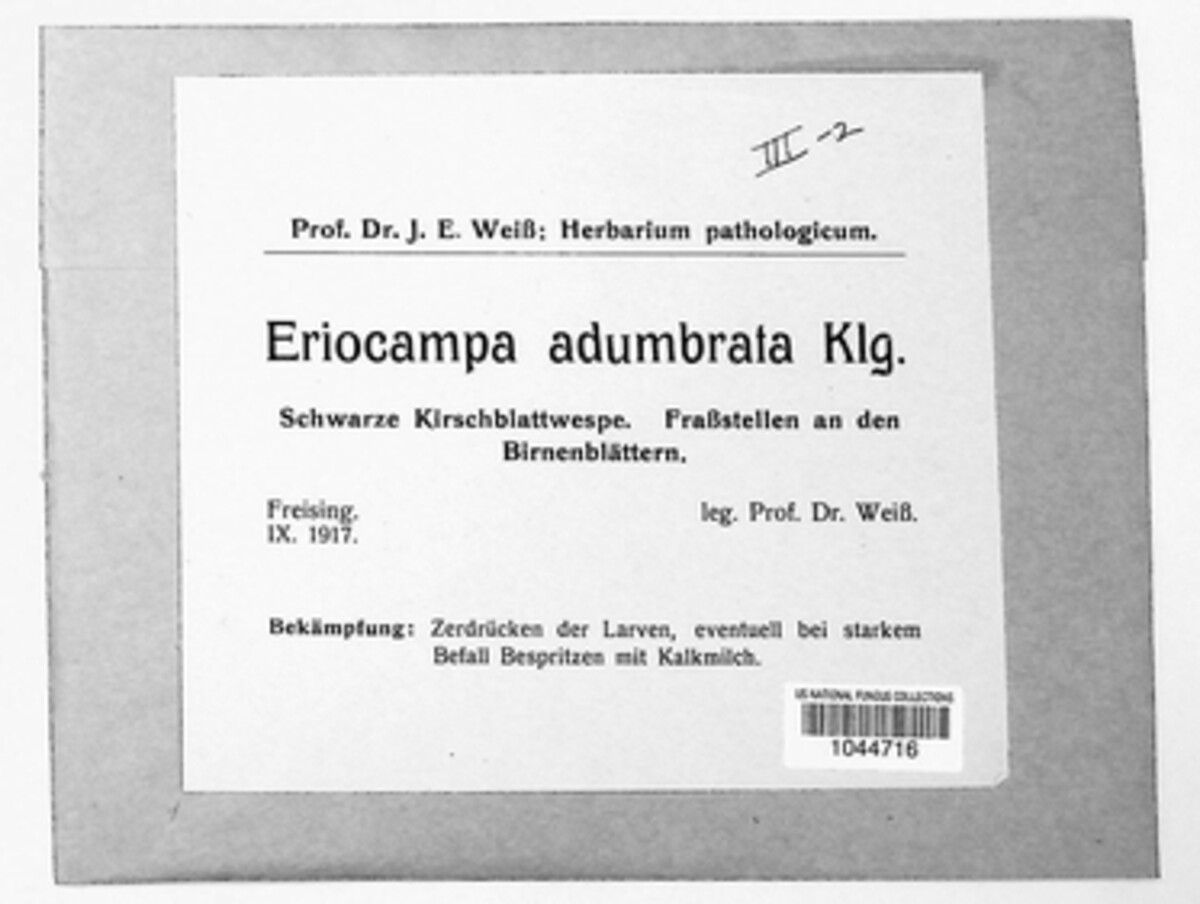 III -2
Prof. Dr. J. E. Weiß: Herbarium pathologicum.
Eriocampa adumbrata Klg.
Schwarze Kirschblattwespe. Fraßstellen an den
Birnenblättern.
Freising. leg. Prof. Dr. Weiß.
IX. 1917.
Bekämpfung: Zerdrücken der Larven, eventuell bei starkem
Befall Bespritzen mit Kalkmilch.
US NATIONAL FUNGUS COLLECTIONS
1044716